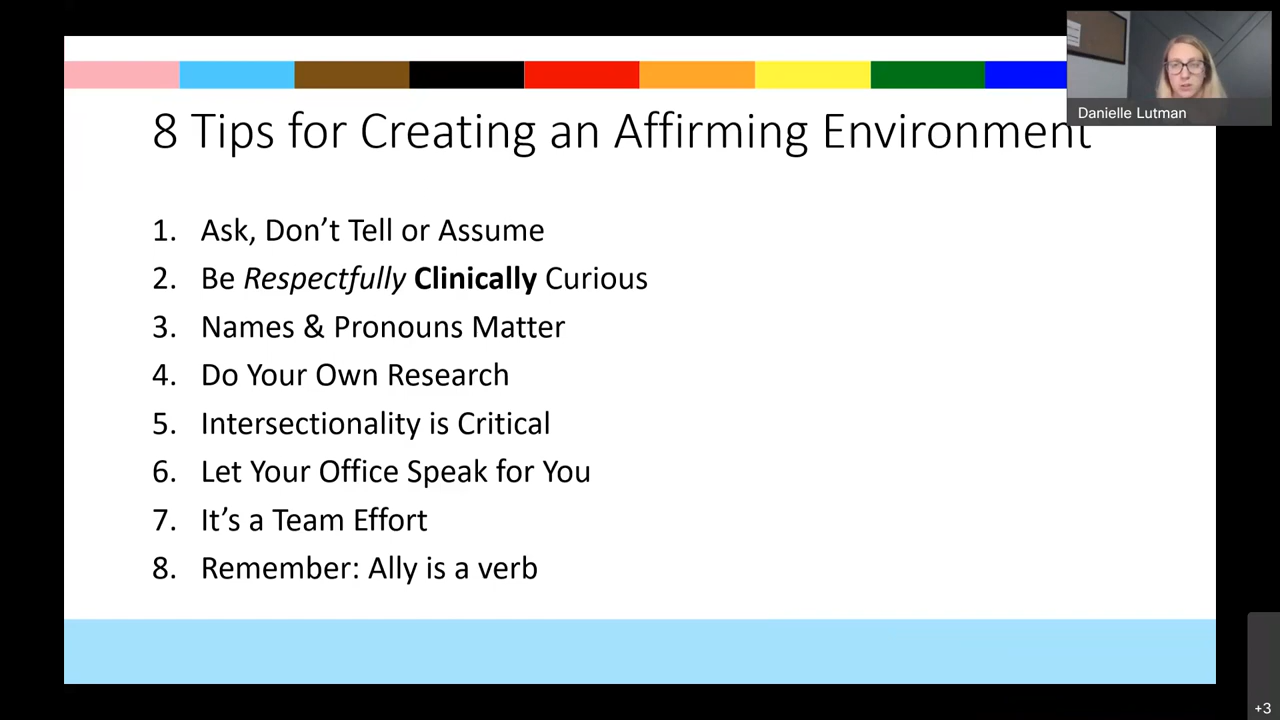 Danielle Lutman
8 Tips for Creating an Affirming Environment
1. Ask, Don’t Tell or Assume
2. Be Respectfully Clinically Curious
3. Names & Pronouns Matter
4. Do Your Own Research
5. Intersectionality is Critical
6. Let Your Office Speak for You
7. It’s a Team Effort
8. Remember: Ally is a verb
+3